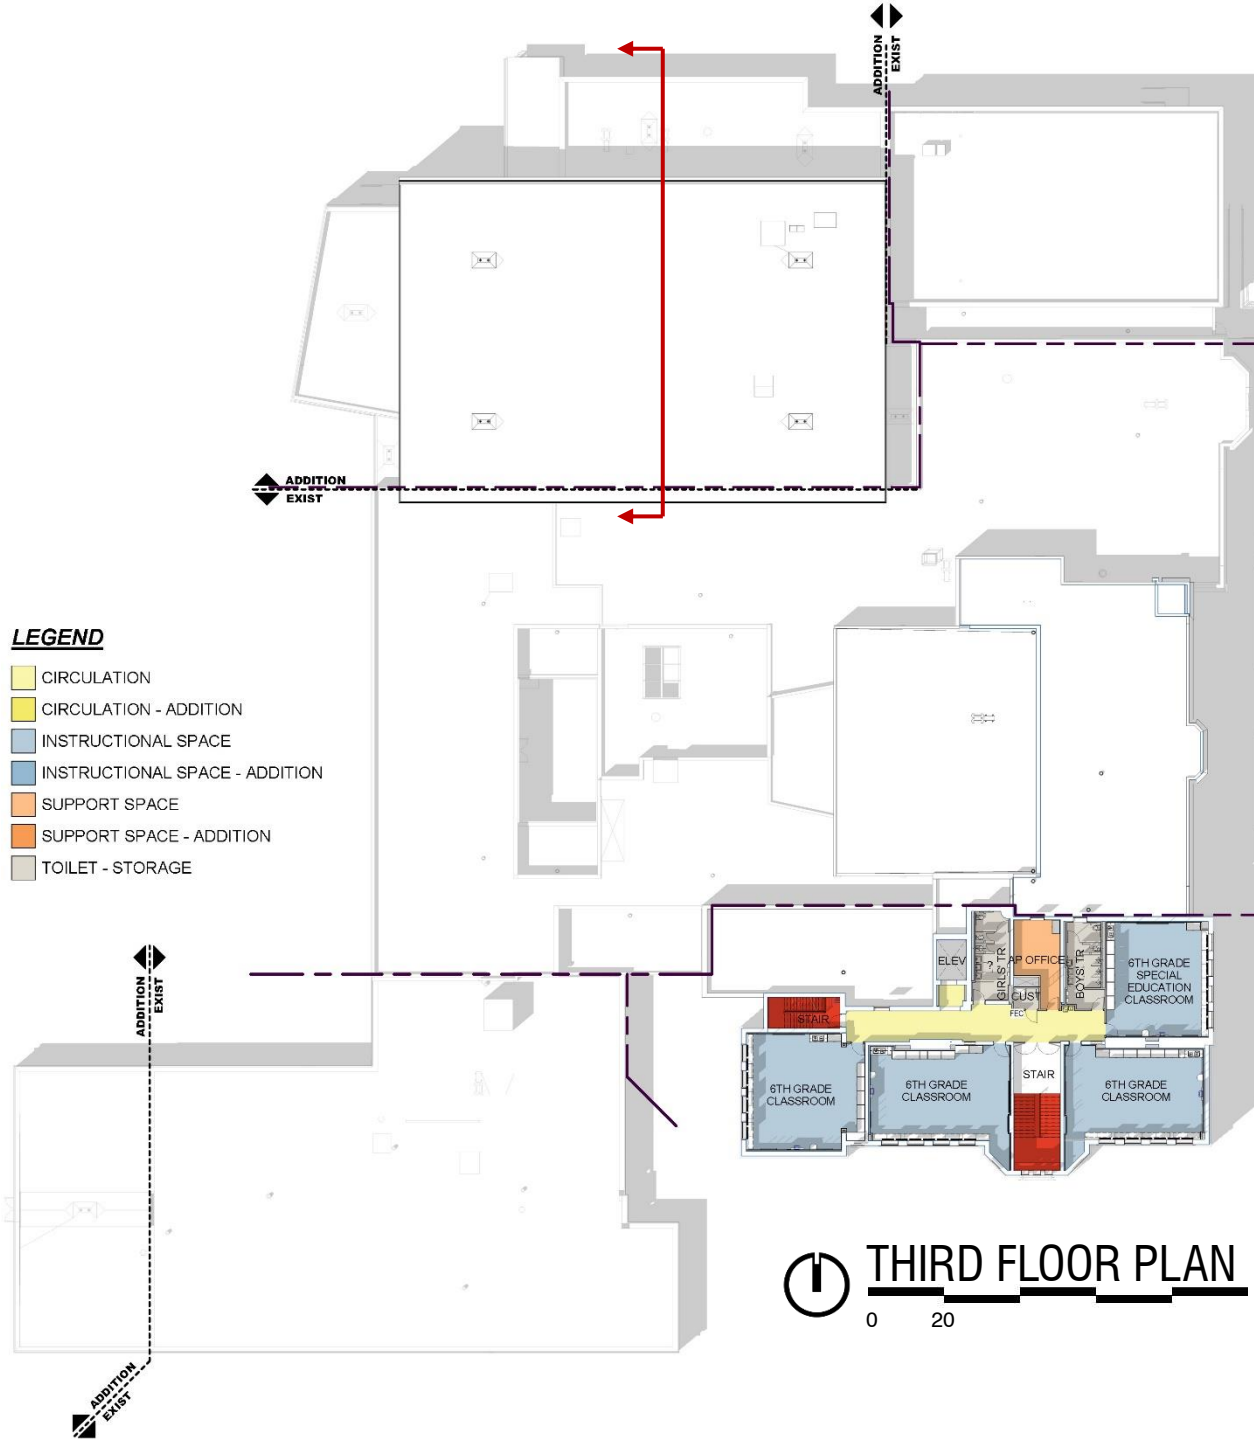 ADDITION
EXIST
ADDITION
EXIST
LEGEND
CIRCULATION
CIRCULATION - ADDITION
INSTRUCTIONAL SPACE
INSTRUCTIONAL SPACE - ADDITION
SUPPORT SPACE
SUPPORT SPACE - ADDITION
TOILET - STORAGE
ADDITION
EXIST
ELEV
?
GIRLS' TR
AP OFFICE
CUST
FEC
BOYS' TR
6TH GRADE
SPECIAL
EDUCATION
CLASSROOM
STAIR
6TH GRADE
CLASSROOM
6TH GRADE
CLASSROOM
STAIR
6TH GRADE
CLASSROOM
THIRD FLOOR PLAN
0 20
ADDITION
EXIST